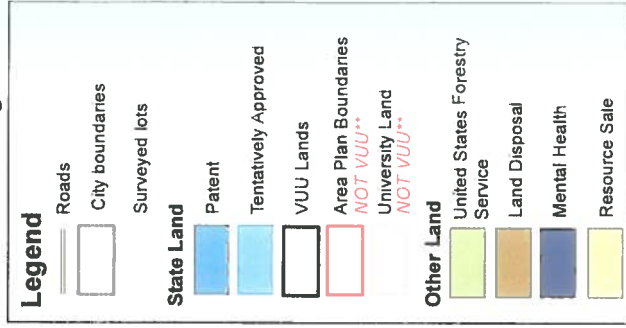 Legend
Roads
City boundaries
Surveyed lots
State Land
Patent
Tentatively Approved
VUU Lands
Area Plan Boundaries
NOT VUU**
University Land
NOT VUU**
Other Land
United States Forestry
Service
Land Disposal
Mental Health
Resource Sale